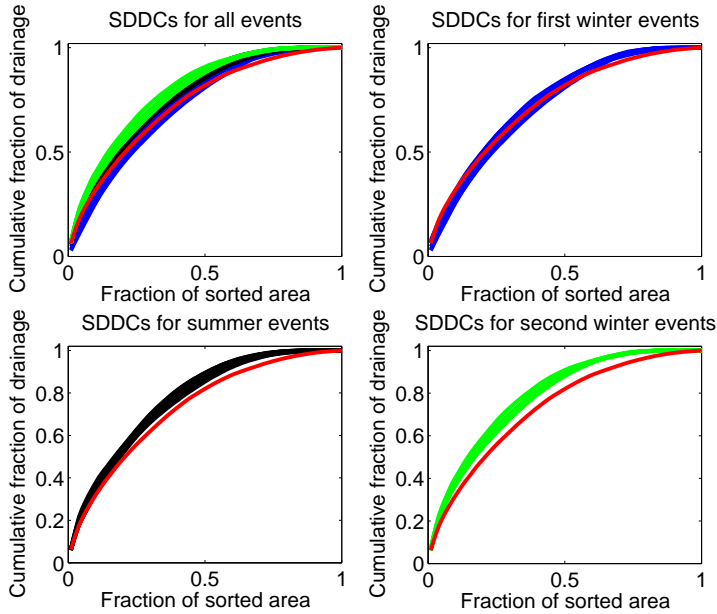 SDDCs for all events
Cumulative fraction of drainage
1
0.5
0
0
0.5
1
Fraction of sorted area
SDDCs for first winter events
Cumulative fraction of drainage
1
0.5
0
0
0.5
1
Fraction of sorted area
SDDCs for summer events
Cumulative fraction of drainage
1
0.8
0.6
0.4
0.2
0
0
0.5
1
Fraction of sorted area
SDDCs for second winter events
Cumulative fraction of drainage
1
0.8
0.6
0.4
0.2
0
0
0.5
1
Fraction of sorted area